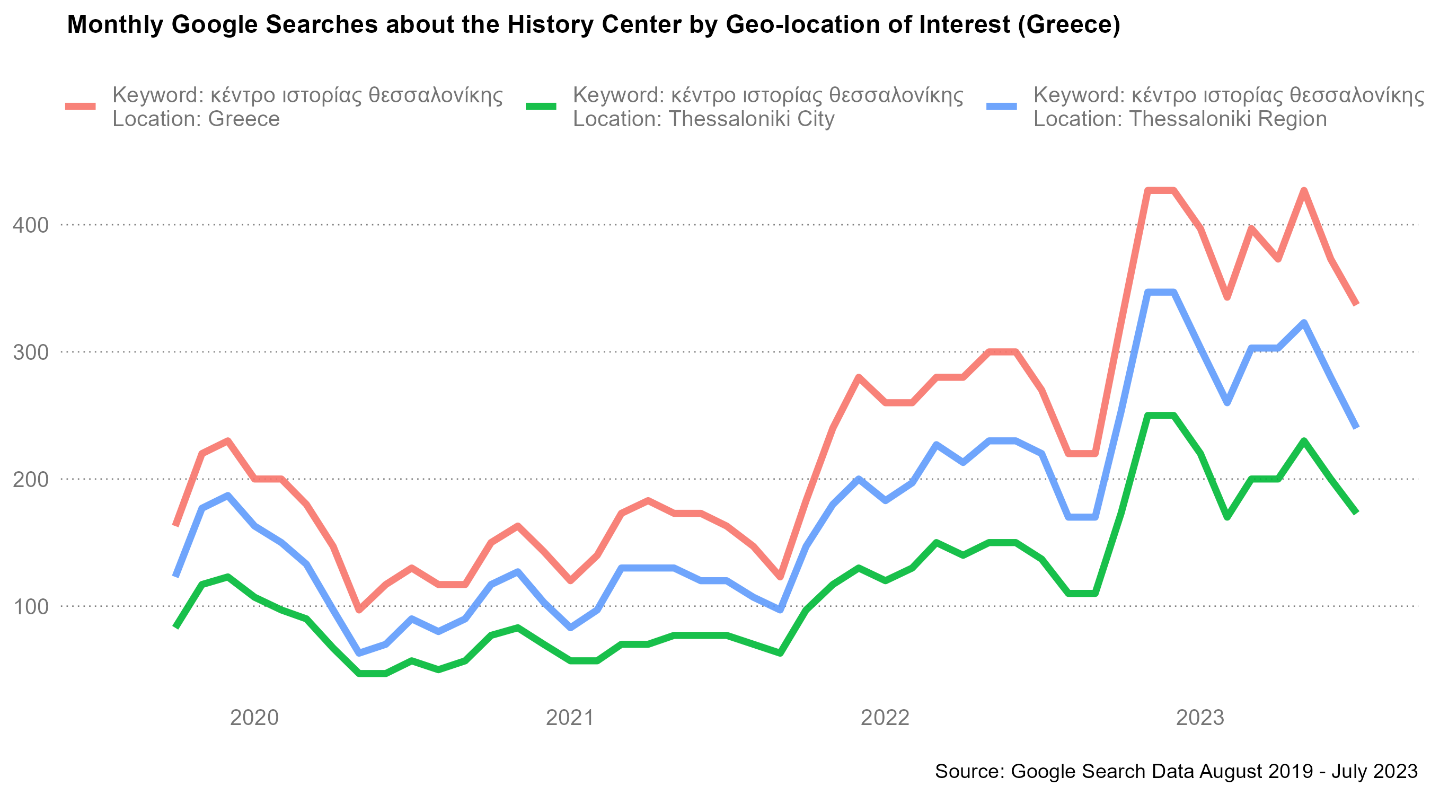 Monthly Google Searches about the History Center by Geo-location of Interest (Greece)
Keyword: κέντρο ιστορίας θεσσαλονίκης
Location: Greece
Keyword: κέντρο ιστορίας θεσσαλονίκης
Location: Thessaloniki City
Keyword: κέντρο ιστορίας θεσσαλονίκης
Location: Thessaloniki Region
400
300
200
100
2020
2021
2022
2023
Source: Google Search Data August 2019 - July 2023